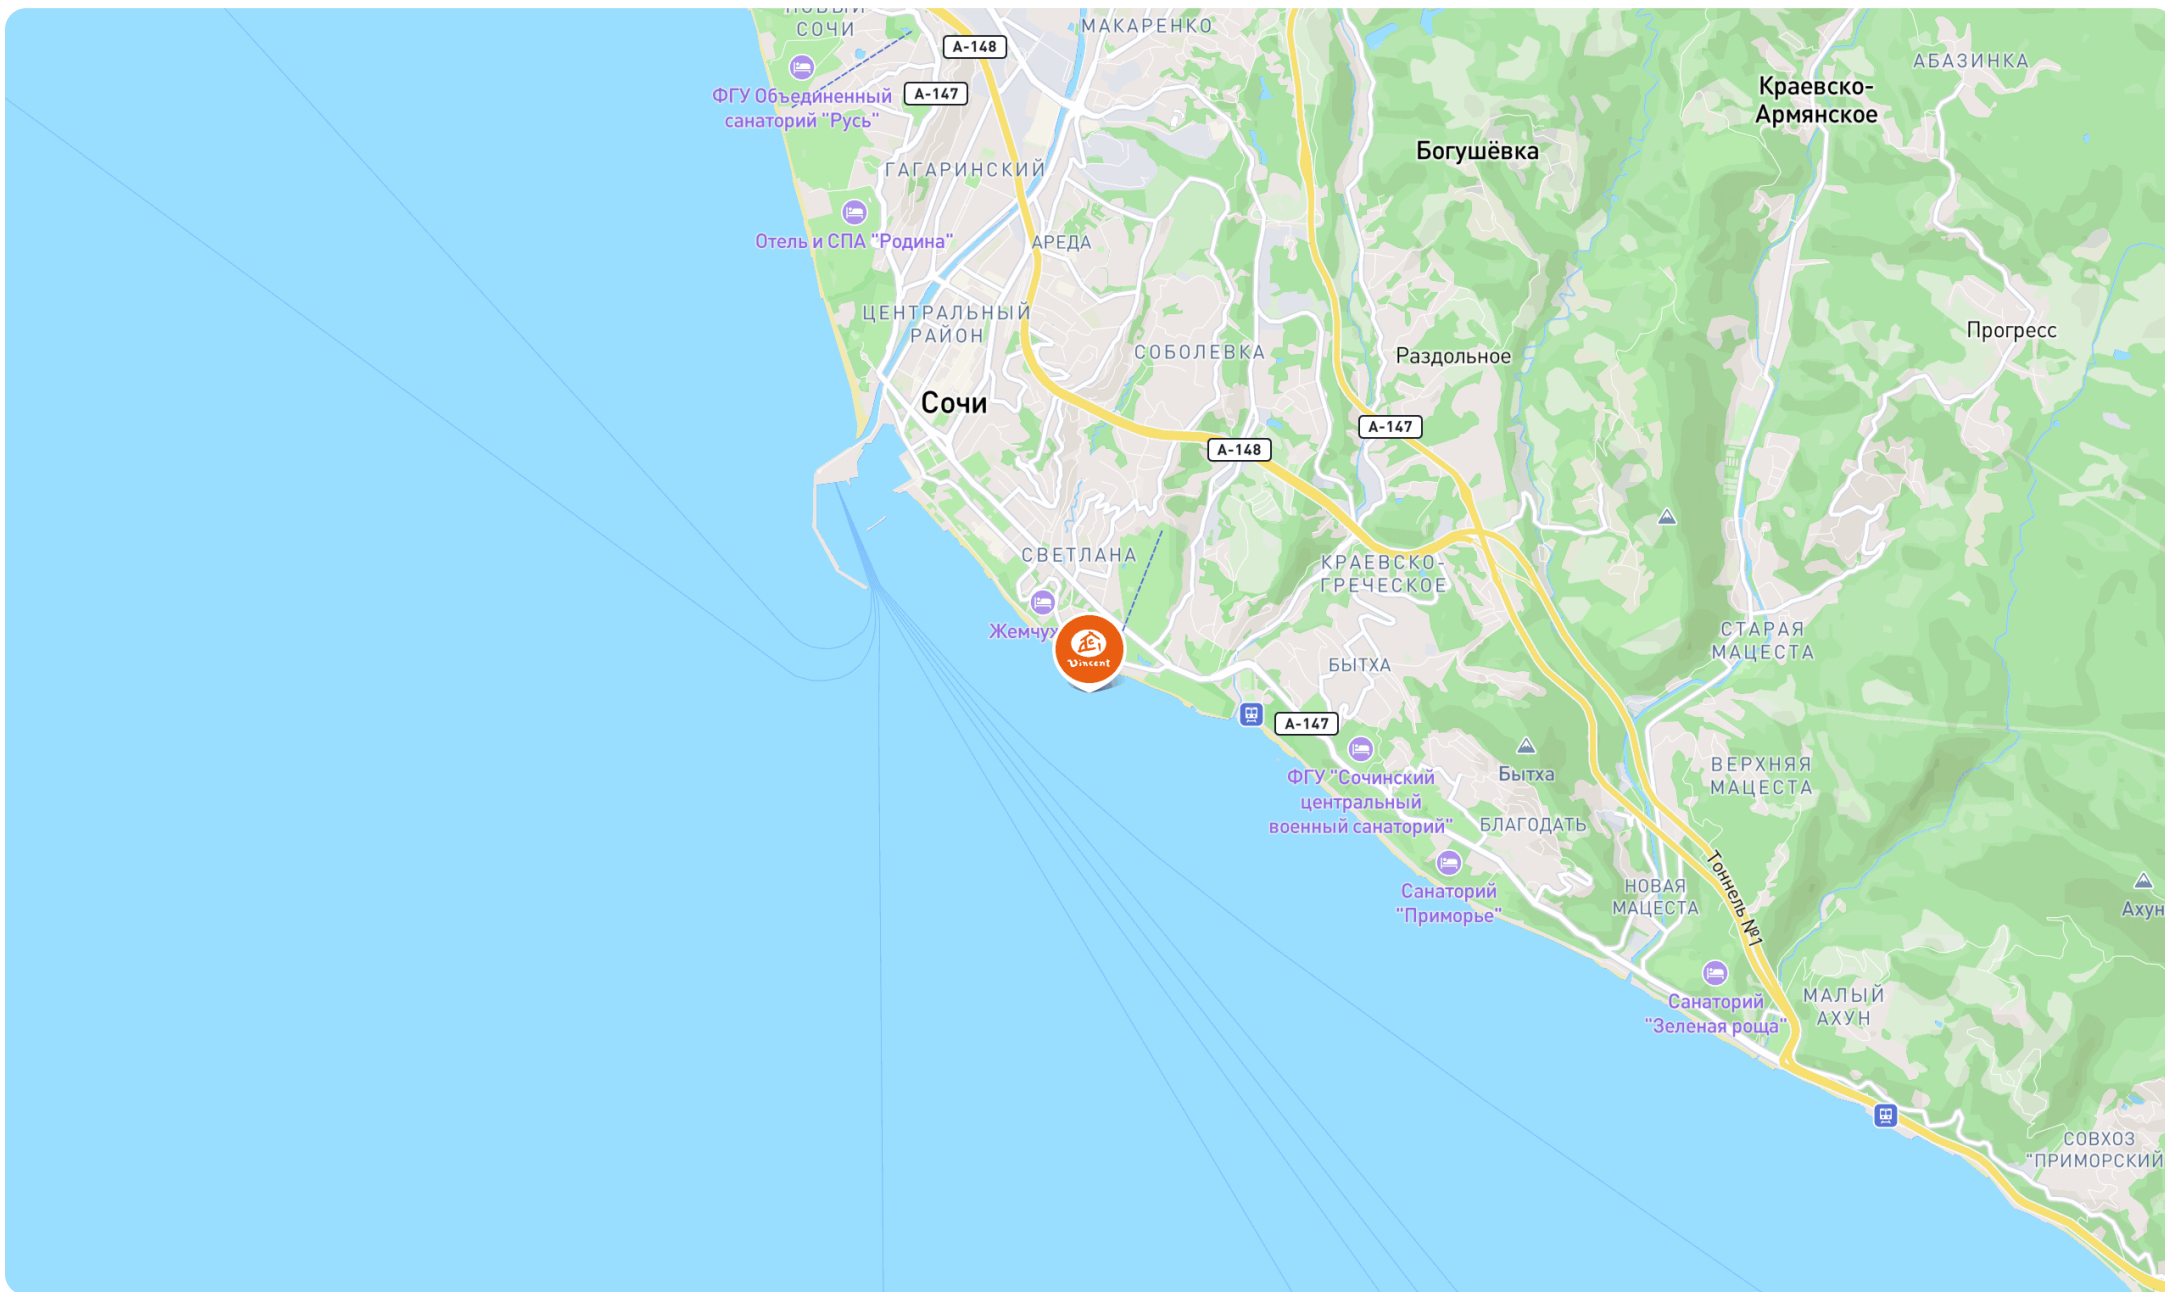 НОВЫЙ
СОЧИ
МАКАРЕНКО
А-148
А-147
ФГУ Объединенный
санаторий "Русь"
АБАЗИНКА
Краевско-
Армянское
Богушёвка
ГАГАРИНСКИЙ
Отель и СПА "Родина"
АРЕДА
ЦЕНТРАЛЬНЫЙ
РАЙОН
СОБОЛЕВКА
Раздольное
Прогресс
Сочи
А-147
А-148
СВЕТЛАНА
КРАЕВСКО-
ГРЕЧЕСКОЕ
Жемчуж
Vincent
СТАРАЯ
МАЦЕСТА
БЫТХА
А-147
ФГУ "Сочинский
центральный
военный санаторий"
Бытха
ВЕРХНЯЯ
МАЦЕСТА
БЛАГОДАТЬ
Тоннель №1
Санаторий
"Приморье"
НОВАЯ
МАЦЕСТА
Ахун
Санаторий
"Зеленая роща"
МАЛЫЙ
АХУН
СОВХОЗ
"ПРИМОРСКИЙ